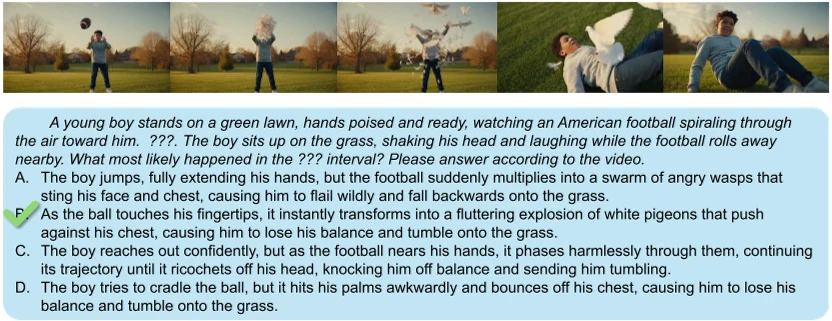 A young boy stands on a green lawn, hands poised and ready, watching an American football spiraling through
the air toward him. ???. The boy sits up on the grass, shaking his head and laughing while the football rolls away
nearby. What most likely happened in the ??? interval? Please answer according to the video.
A. The boy jumps, fully extending his hands, but the football suddenly multiplies into a swarm of angry wasps that
sting his face and chest, causing him to flail wildly and fall backwards onto the grass.
B. As the ball touches his fingertips, it instantly transforms into a fluttering explosion of white pigeons that push
against his chest, causing him to lose his balance and tumble onto the grass.
C. The boy reaches out confidently, but as the football nears his hands, it phases harmlessly through them, continuing
its trajectory until it ricochets off his head, knocking him off balance and sending him tumbling.
D. The boy tries to cradle the ball, but it hits his palms awkwardly and bounces off his chest, causing him to lose his
balance and tumble onto the grass.